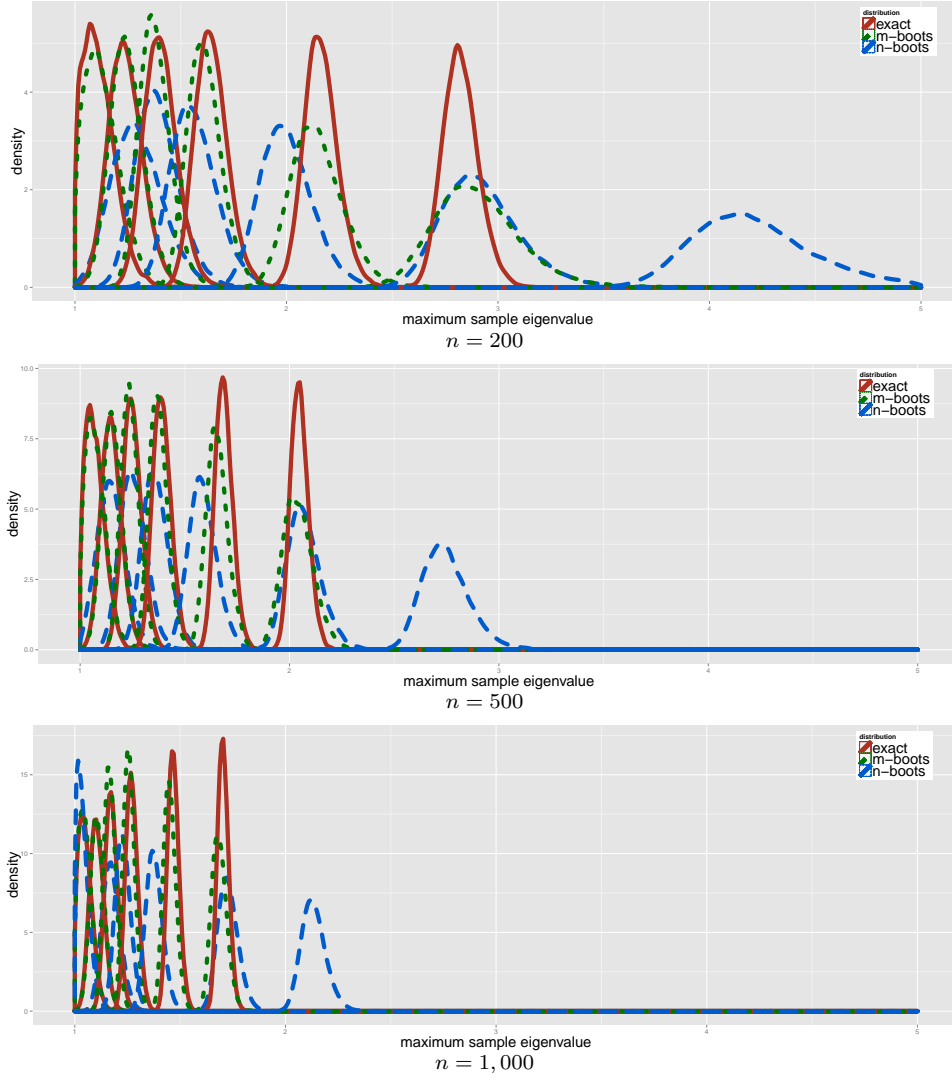 distribution
exact
m-boots
n-boots
density
4
2
0
1
2
3
4
5
maximum sample eigenvalue
n = 200
distribution
exact
m-boots
n-boots
density
10.0
7.5
5.0
2.5
0.0
1
2
3
4
5
maximum sample eigenvalue
n = 500
distribution
exact
m-boots
n-boots
density
15
10
5
0
1
2
3
4
5
maximum sample eigenvalue
n = 1,000